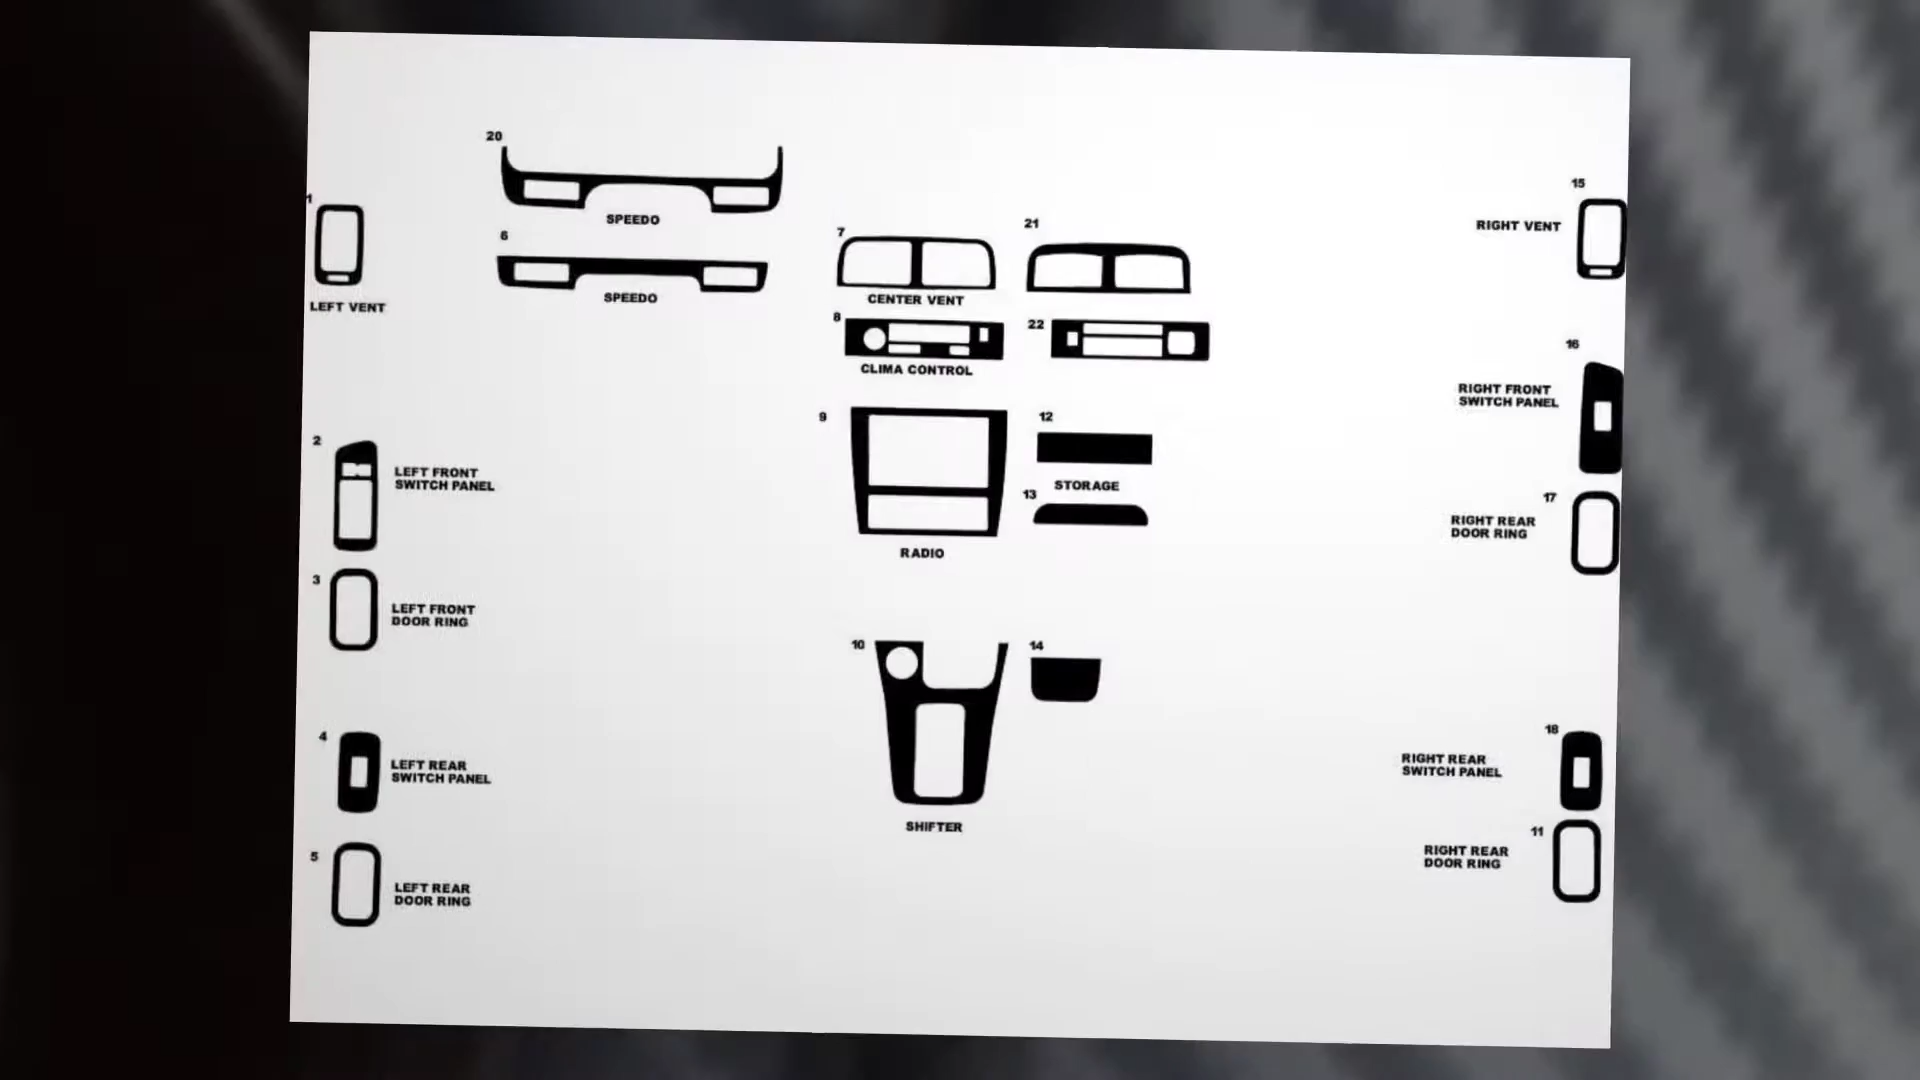 20
1
SPEEDO
LEFT VENT
6
SPEEDO
7
CENTER VENT
21
8
CLIMA CONTROL
22
15
RIGHT VENT
16
RIGHT FRONT
SWITCH PANEL
2
LEFT FRONT
SWITCH PANEL
9
RADIO
12
STORAGE
13
17
RIGHT REAR
DOOR RING
3
LEFT FRONT
DOOR RING
10
SHIFTER
14
4
LEFT REAR
SWITCH PANEL
18
RIGHT REAR
SWITCH PANEL
5
LEFT REAR
DOOR RING
11
RIGHT REAR
DOOR RING